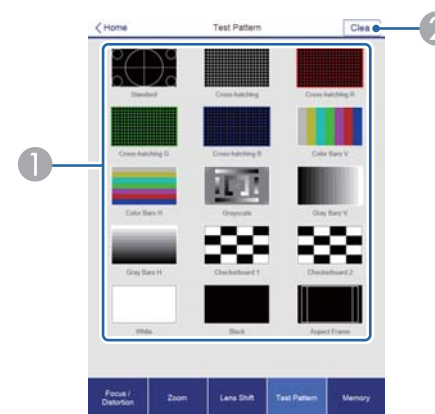 Home Test Pattern Clea
2
Standard Cross-hatching Cross-hatching R
1
Cross-hatching G Cross-hatching B Color Bars V
Color Bars H Grayscale Gray Bars V
Gray Bars H Checkerboard 1 Checkerboard 2
White Black Aspect Frame
Focus / Distortion Zoom Lens Shift Test Pattern Memory